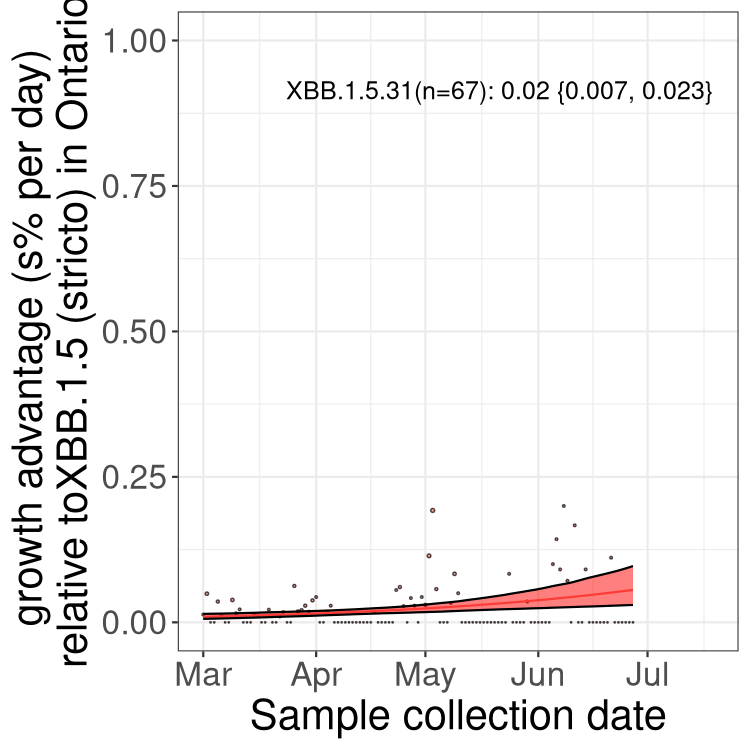 growth advantage (s% per day)
relative toXBB.1.5 (stricto) in Ontario
1.00
XBB.1.5.31(n=67): 0.02 {0.007, 0.023}
0.75
0.50
0.25
0.00
Mar Apr May Jun Jul
Sample collection date